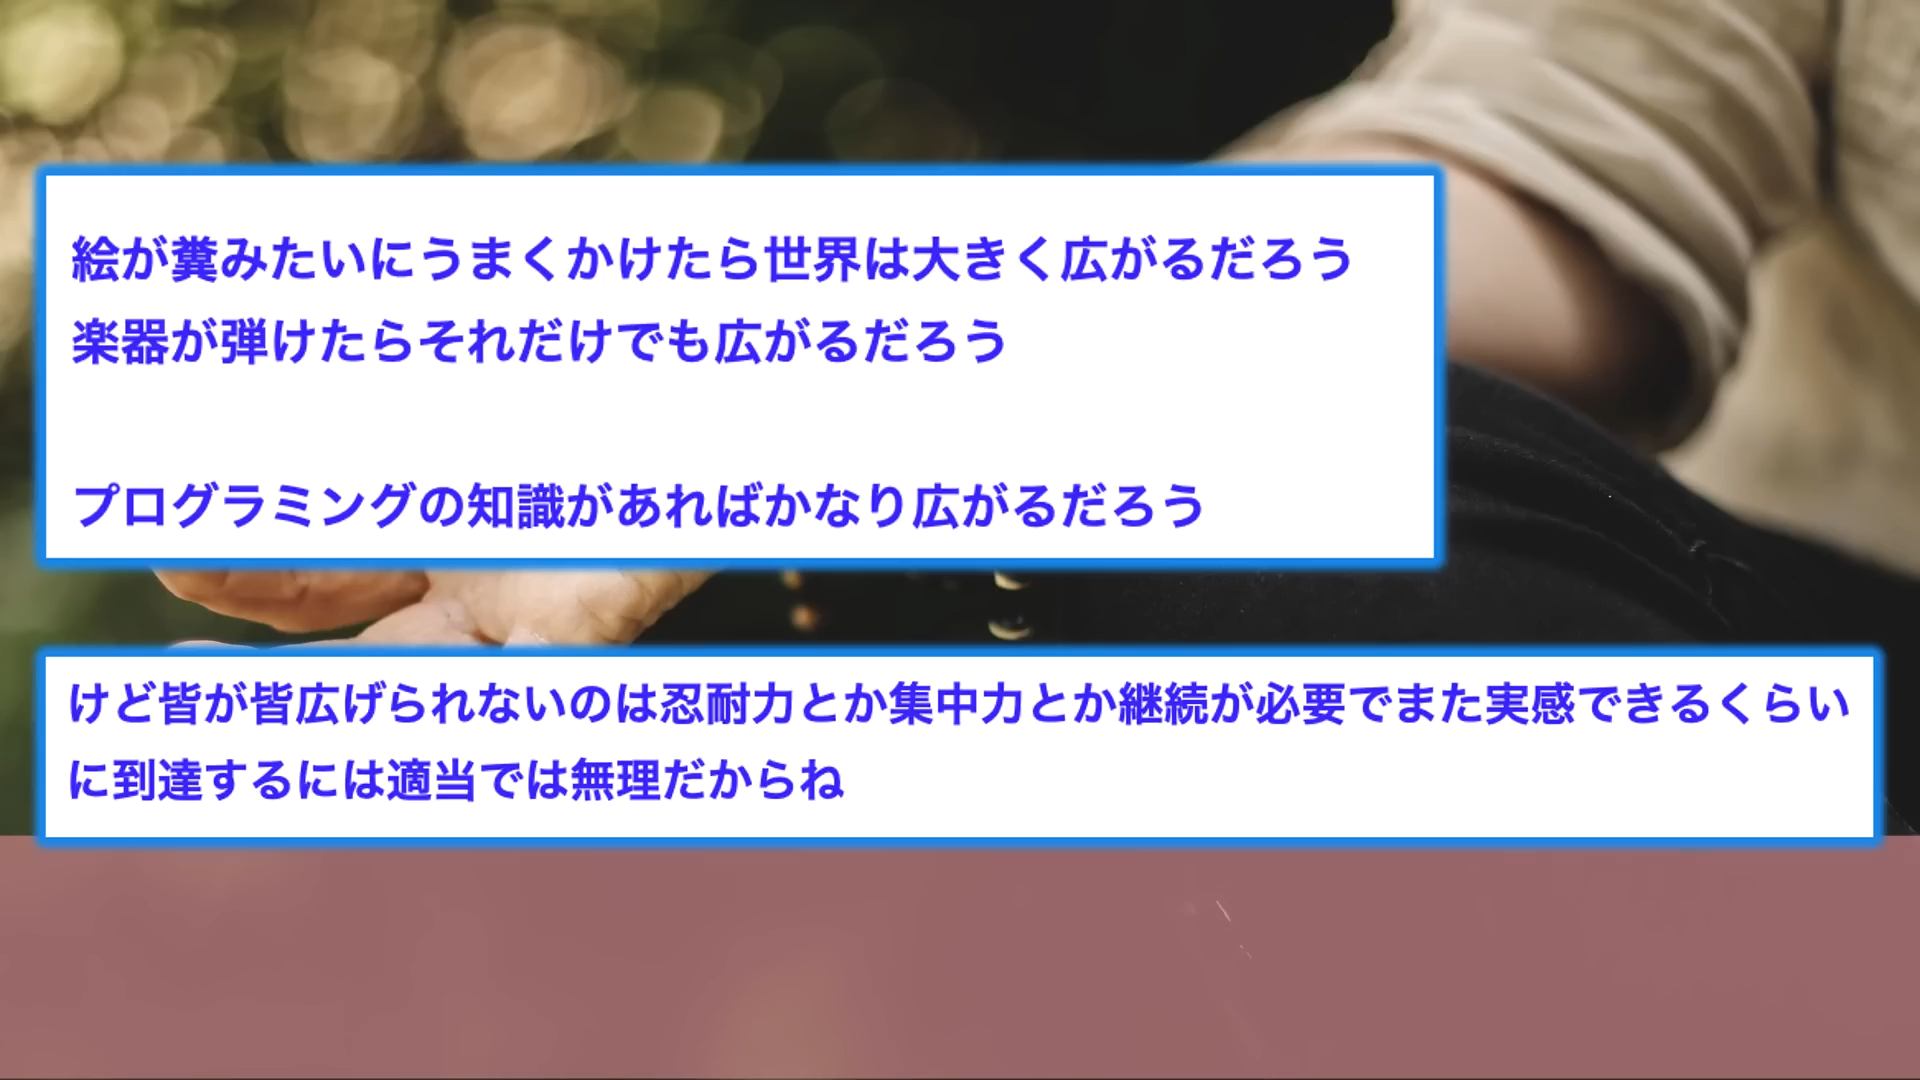 絵が糞みたいにうまくかけたら世界は大きく広がるだろう
楽器が弾けたらそれだけでも広がるだろう
プログラミングの知識があればかなり広がるだろう
けど皆が皆広げられないのは忍耐力とか集中力とか継続が必要でまた実感できるくらい
に到達するには適当では無理だからね